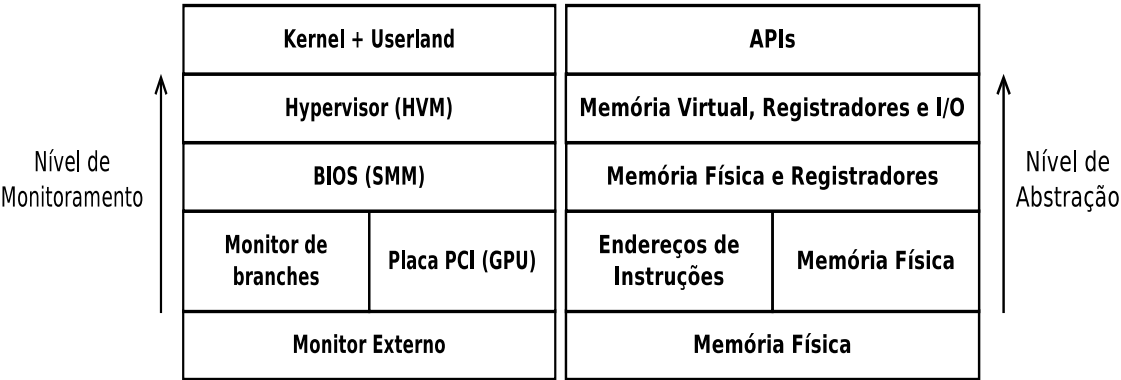 Kernel + Userland
APIs
Hypervisor (HVM)
Memória Virtual, Registradores e I/O
Nível de
Monitoramento
BIOS (SMM)
Memória Física e Registradores
Nível de
Abstração
Monitor de
branches
Placa PCI (GPU)
Endereços de
Instruções
Memória Física
Monitor Externo
Memória Física